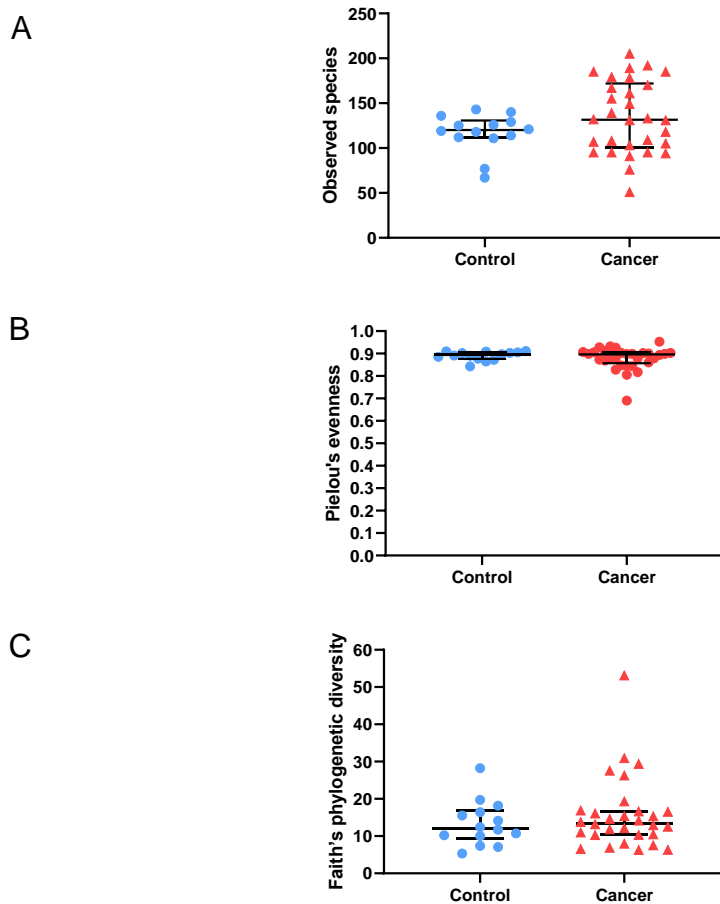 A
Observed species
250
200
150
100
50
0
Control Cancer
B
Pielou's evenness
1.0
0.9
0.8
0.7
0.6
0.5
0.4
0.3
0.2
0.1
0.0
Control Cancer
C
Faith's phylogenetic diversity
60
50
40
30
20
10
0
Control Cancer